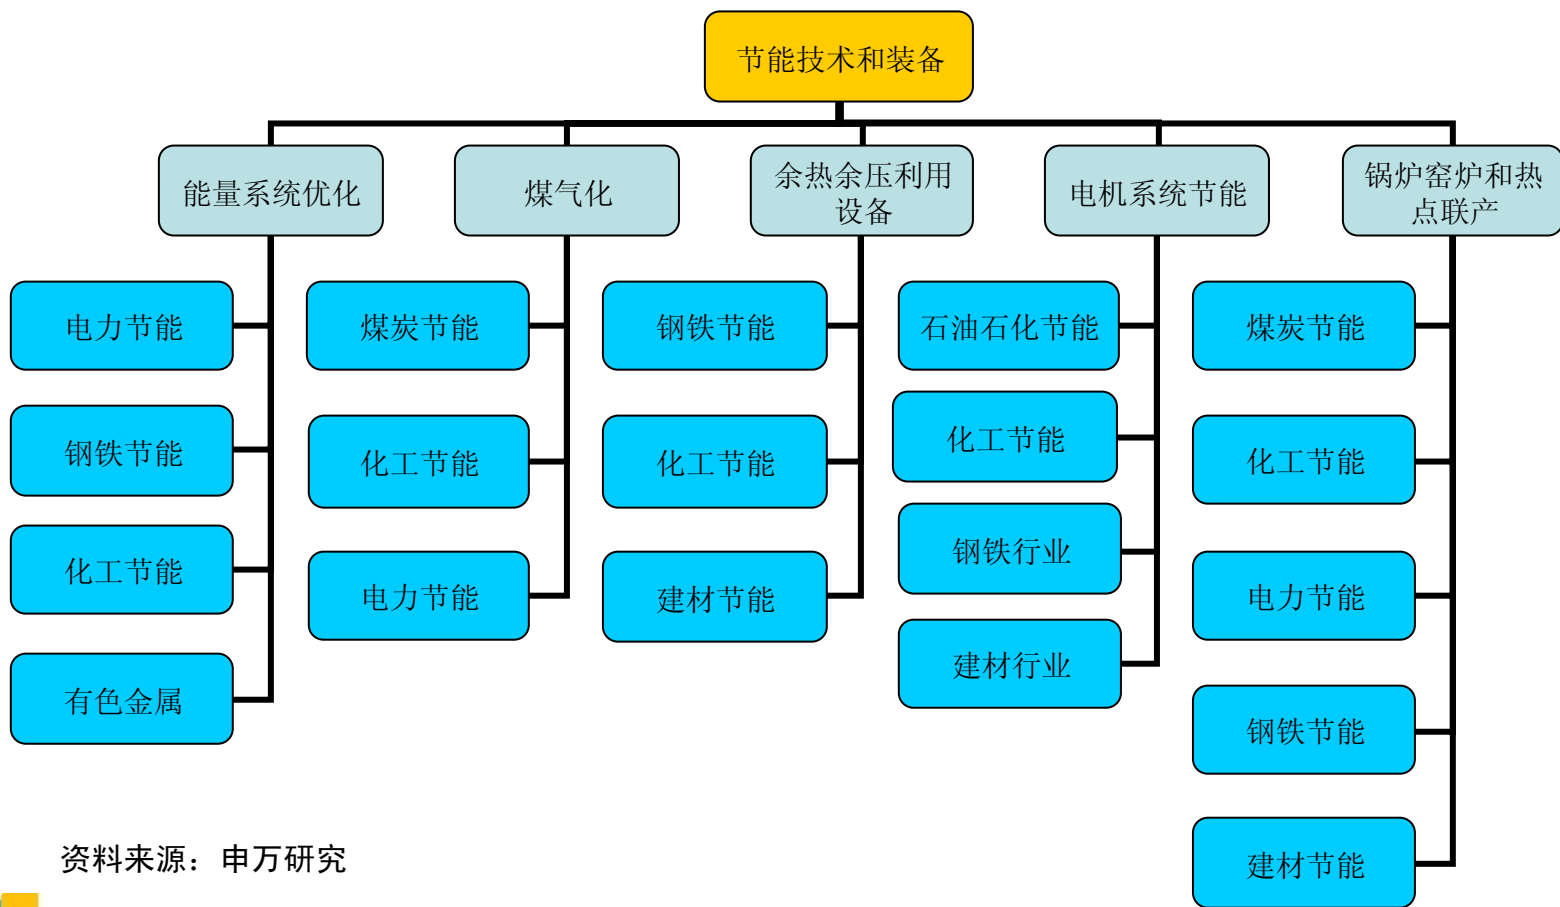 节能技术和装备
能量系统优化
煤气化
余热余压利用
设备
电机系统节能
锅炉窑炉和热
点联产
电力节能
钢铁节能
化工节能
有色金属
煤炭节能
化工节能
电力节能
钢铁节能
化工节能
建材节能
石油石化节能
化工节能
钢铁行业
建材行业
煤炭节能
化工节能
电力节能
钢铁节能
建材节能
资料来源：申万研究